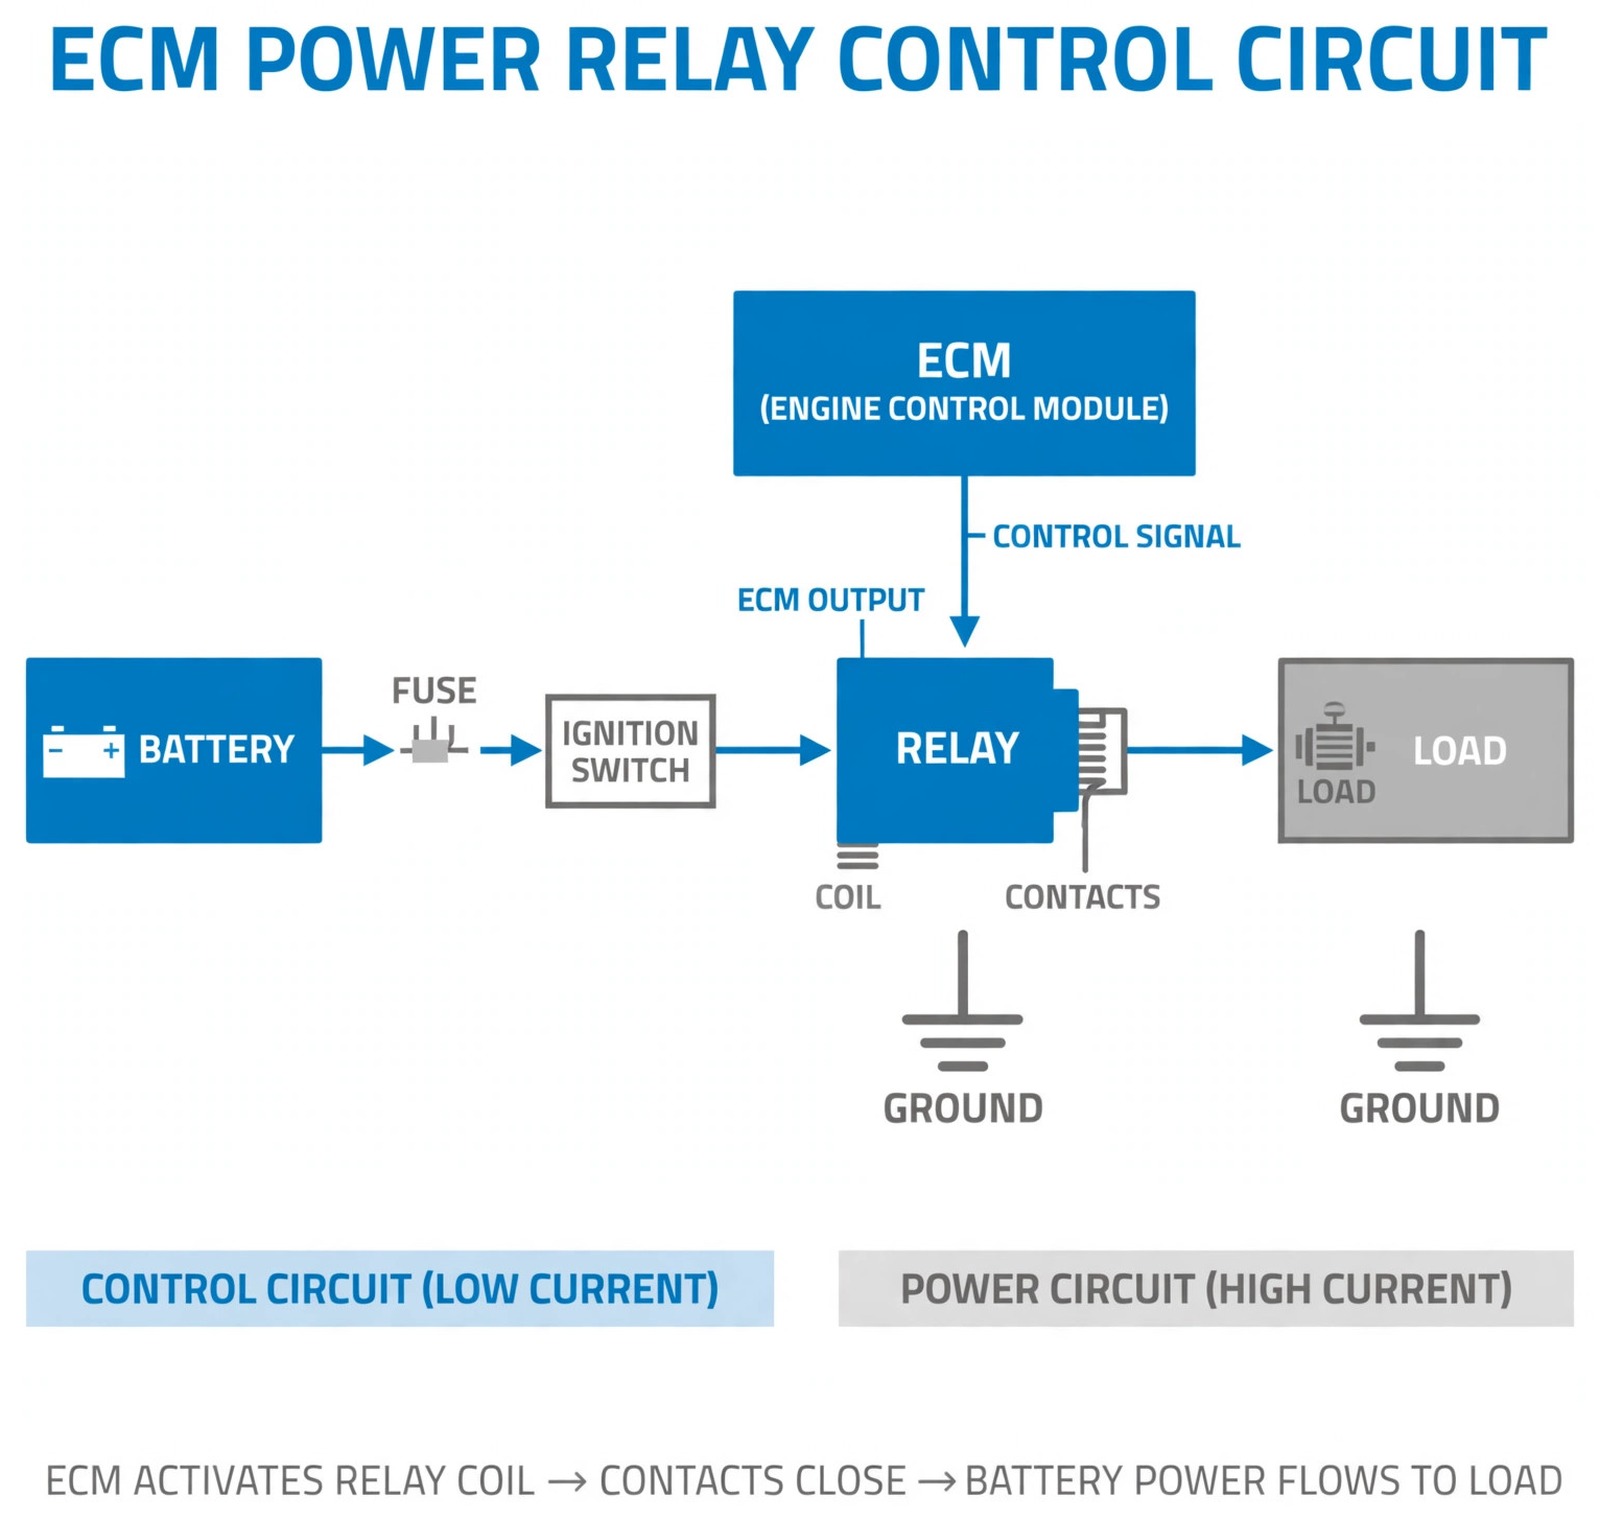 ECM POWER RELAY CONTROL CIRCUIT
ECM
(ENGINE CONTROL MODULE)
CONTROL SIGNAL
ECM OUTPUT
- + BATTERY
FUSE
IGNITION
SWITCH
RELAY
LOAD
LOAD
COIL
CONTACTS
GROUND
GROUND
CONTROL CIRCUIT (LOW CURRENT)
POWER CIRCUIT (HIGH CURRENT)
ECM ACTIVATES RELAY COIL → CONTACTS CLOSE → BATTERY POWER FLOWS TO LOAD